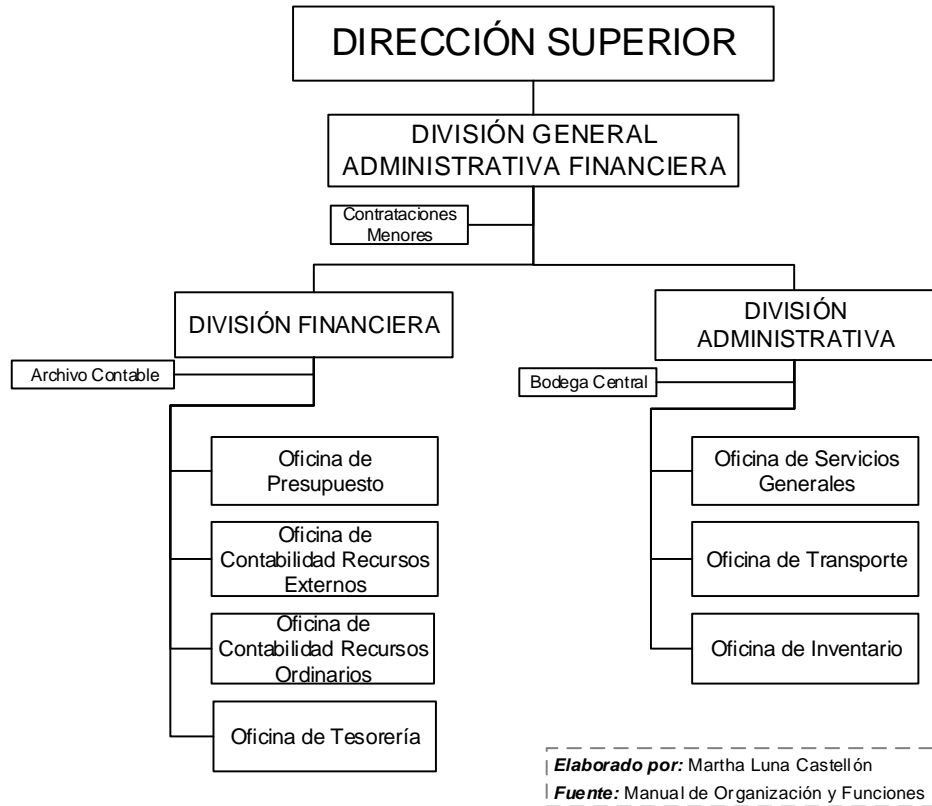 DIRECCIÓN SUPERIOR
DIVISIÓN GENERAL
ADMINISTRATIVA FINANCIERA
Contrataciones
Menores
DIVISIÓN FINANCIERA
DIVISIÓN
ADMINISTRATIVA
Archivo Contable
Bodega Central
Oficina de
Presupuesto
Oficina de
Contabilidad Recursos
Externos
Oficina de
Contabilidad Recursos
Ordinarios
Oficina de Tesorería
Oficina de Servicios
Generales
Oficina de Transporte
Oficina de Inventario
Elaborado por: Martha Luna Castellón
Fuente: Manual de Organización y Funciones